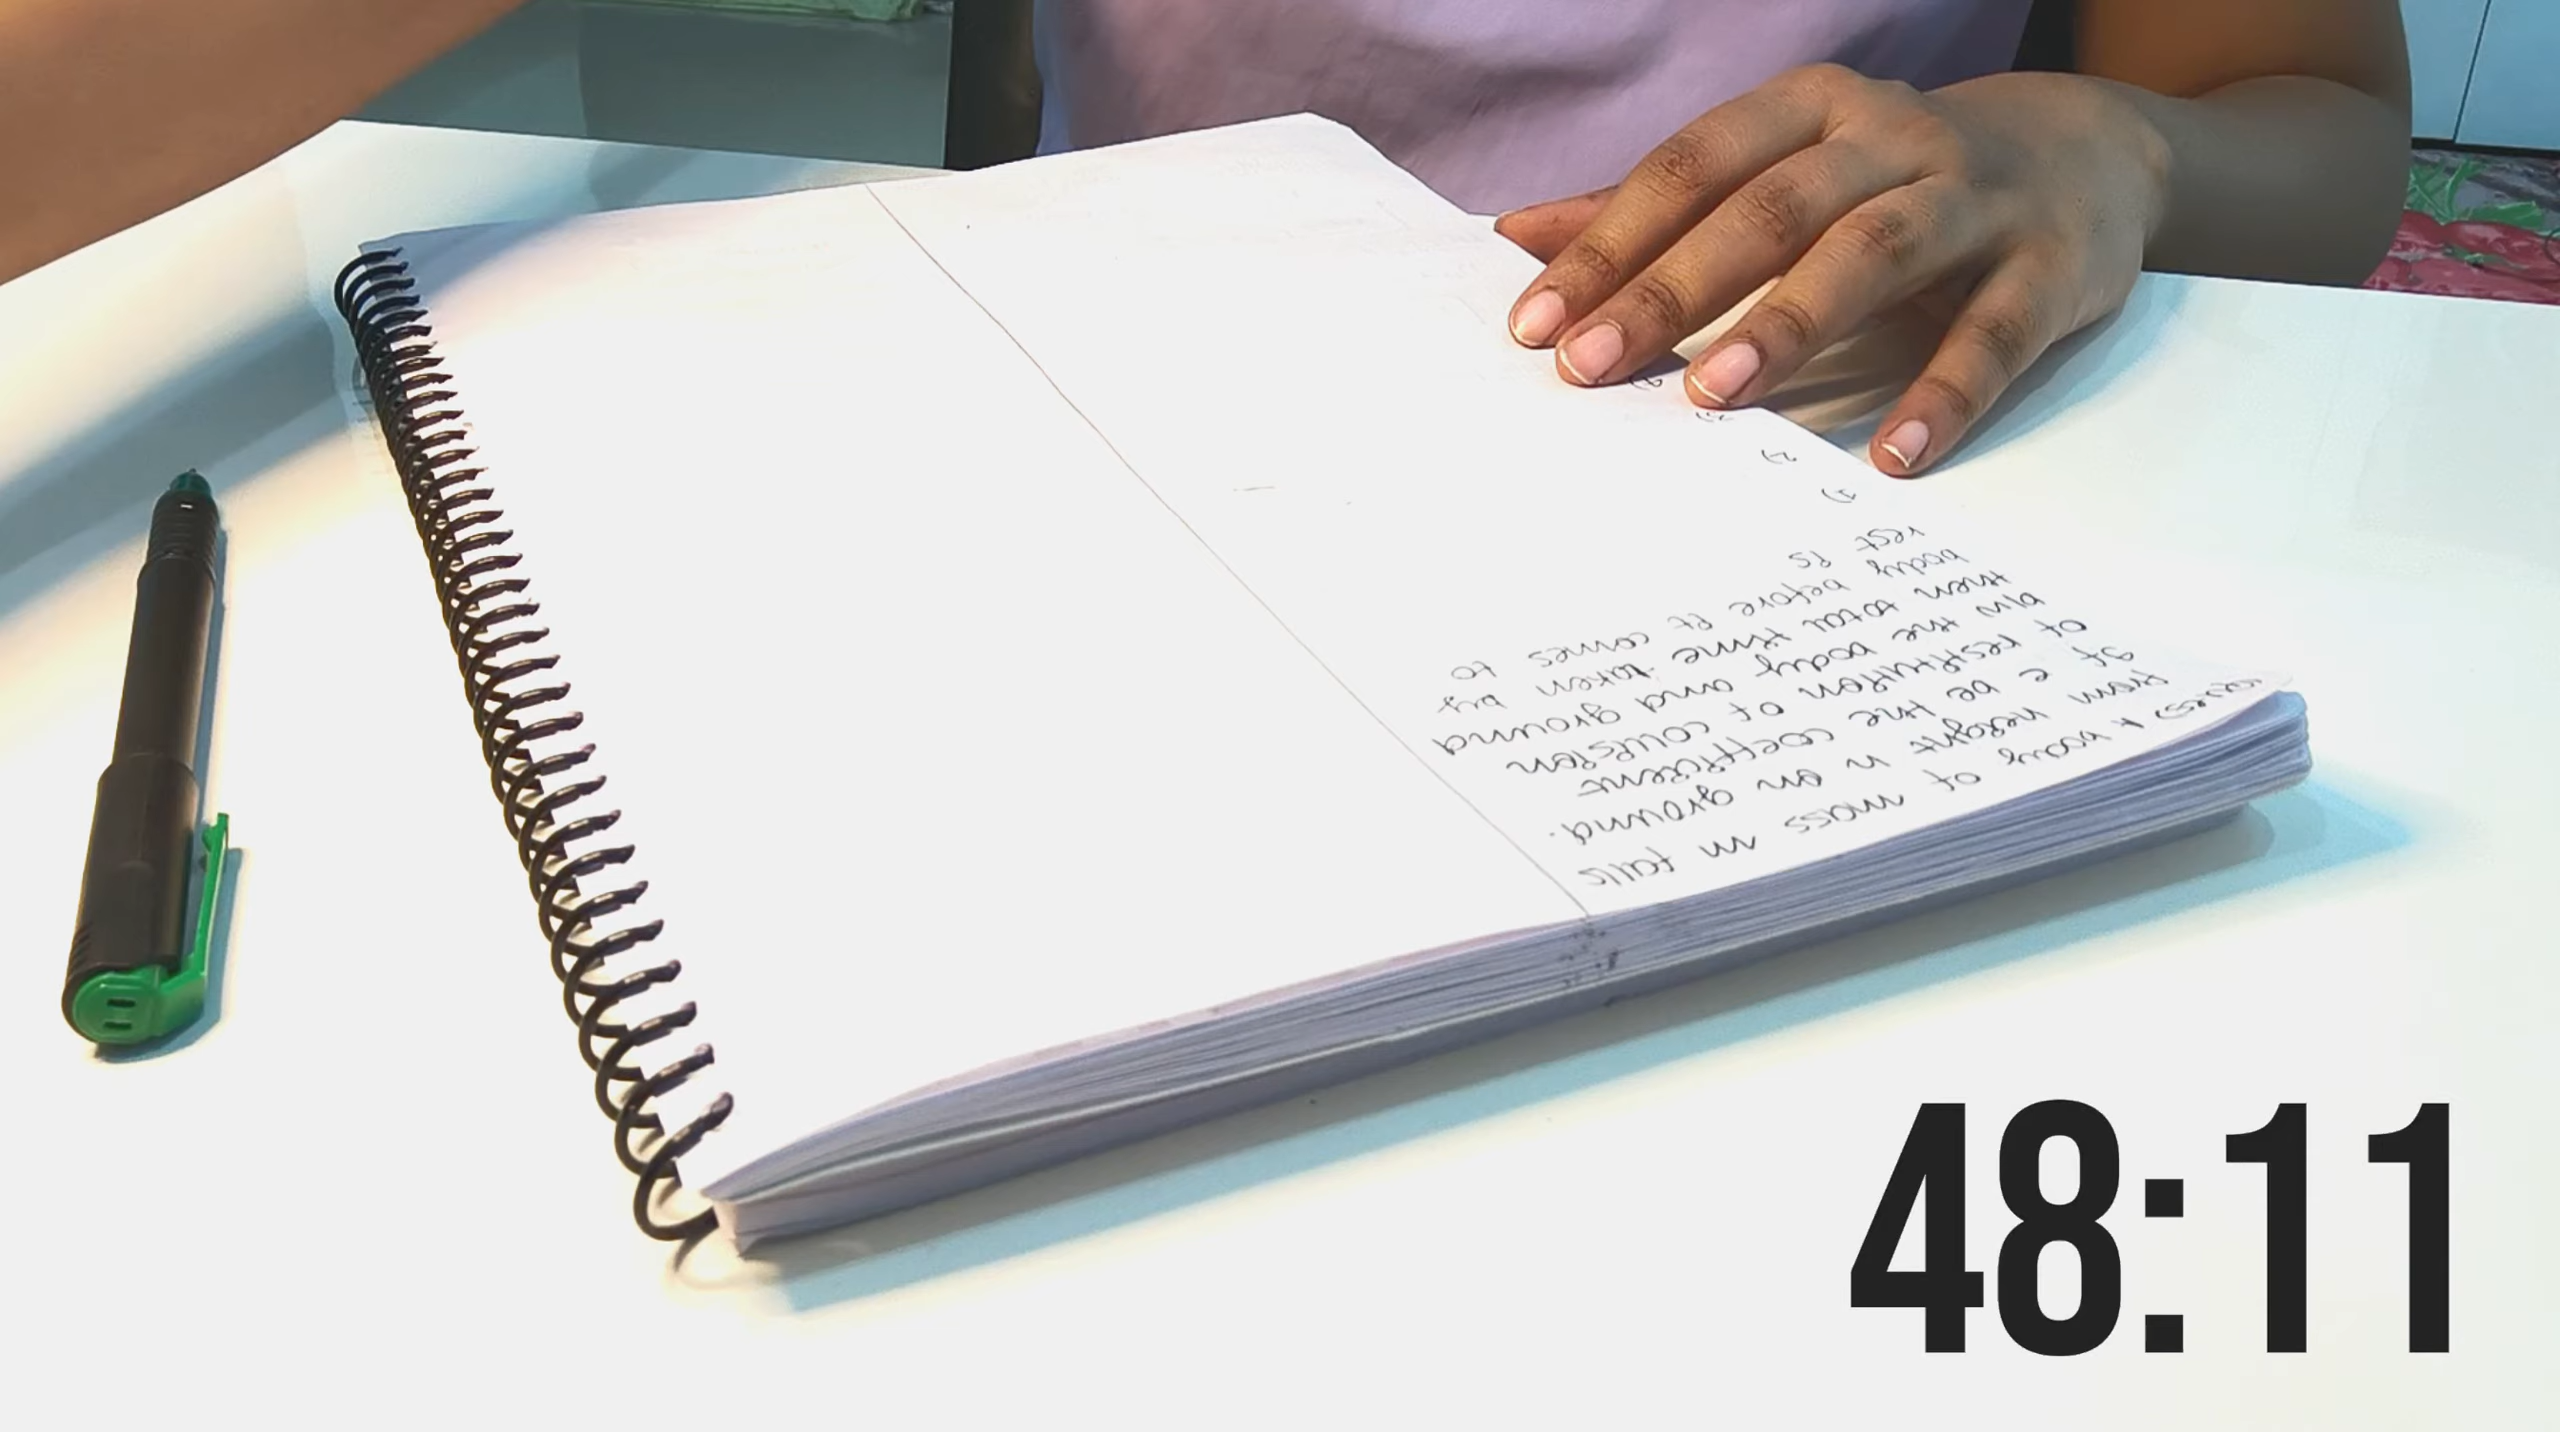 A body of mass m falls
from height h on ground.
If e be the coefficient
of restitution of collision
b/w the body and ground
then total time taken by
body before it comes to
rest is
1)
2)
3)
4)
48:11